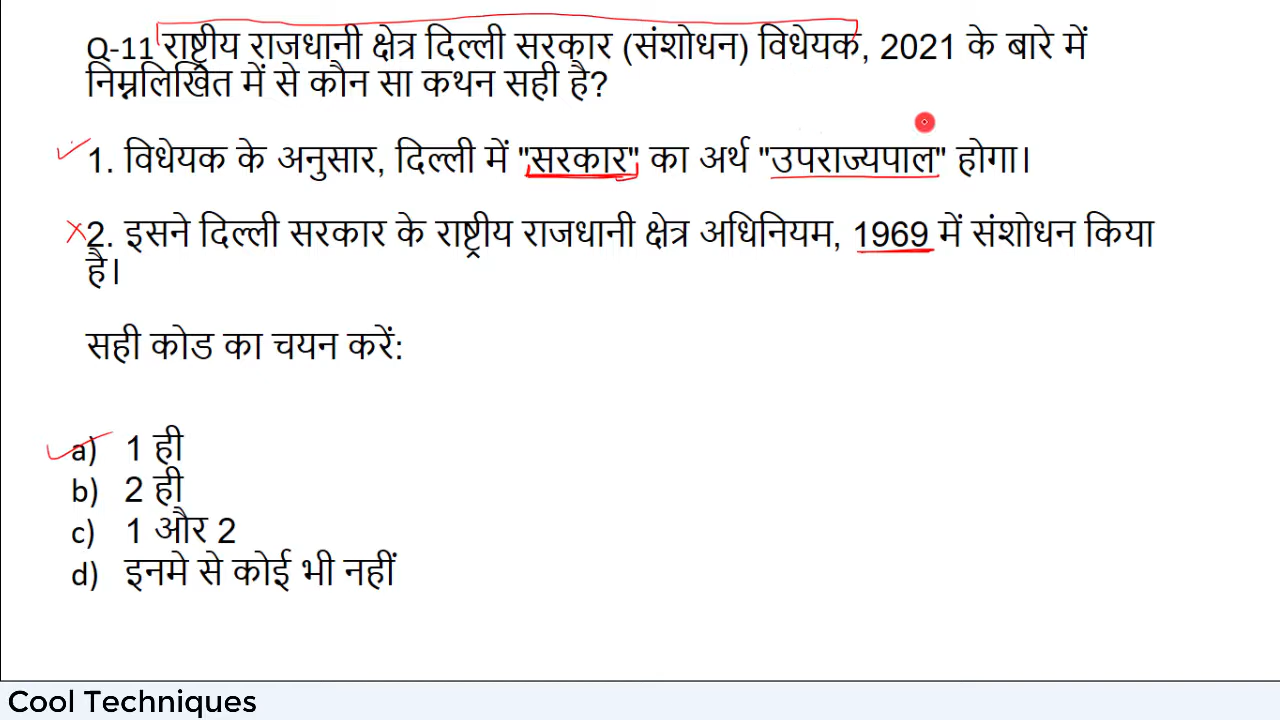 Q-11 राष्ट्रीय राजधानी क्षेत्र दिल्ली सरकार (संशोधन) विधेयक, 2021 के बारे में
निम्नलिखित में से कौन सा कथन सही है?
1. विधेयक के अनुसार, दिल्ली में "सरकार" का अर्थ "उपराज्यपाल" होगा।
2. इसने दिल्ली सरकार के राष्ट्रीय राजधानी क्षेत्र अधिनियम, 1969 में संशोधन किया
है।
सही कोड का चयन करें:
a) 1 ही
b) 2 ही
c) 1 और 2
d) इनमे से कोई भी नहीं
Cool Techniques